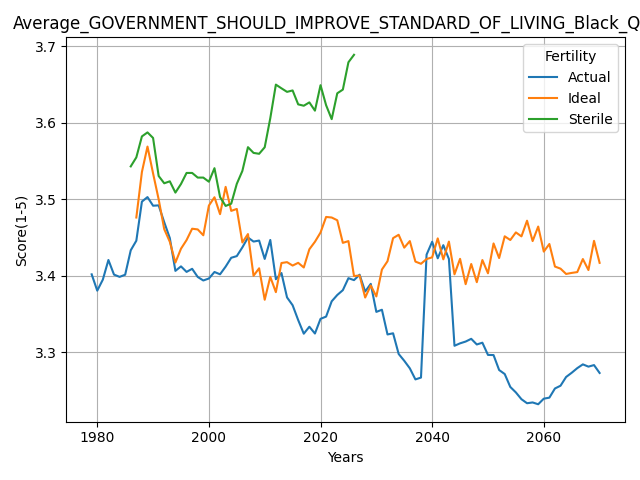 Average_GOVERNMENT_SHOULD_IMPROVE_STANDARD_OF_LIVING_Black_Q
3.7
3.6
3.5
3.4
3.3
Score(1-5)
Fertility
Actual
Ideal
Sterile
1980
2000
2020
2040
2060
Years